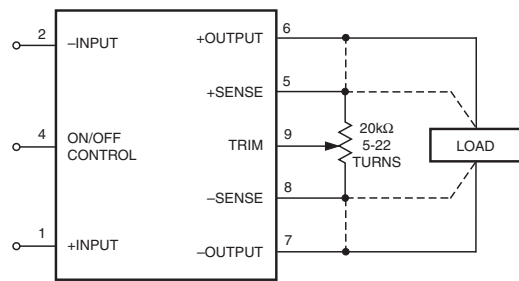 2
–INPUT
4
ON/OFF
CONTROL
1
+INPUT
+OUTPUT
6
+SENSE
5
TRIM
9
–SENSE
8
–OUTPUT
7
20kΩ
5-22
TURNS
LOAD